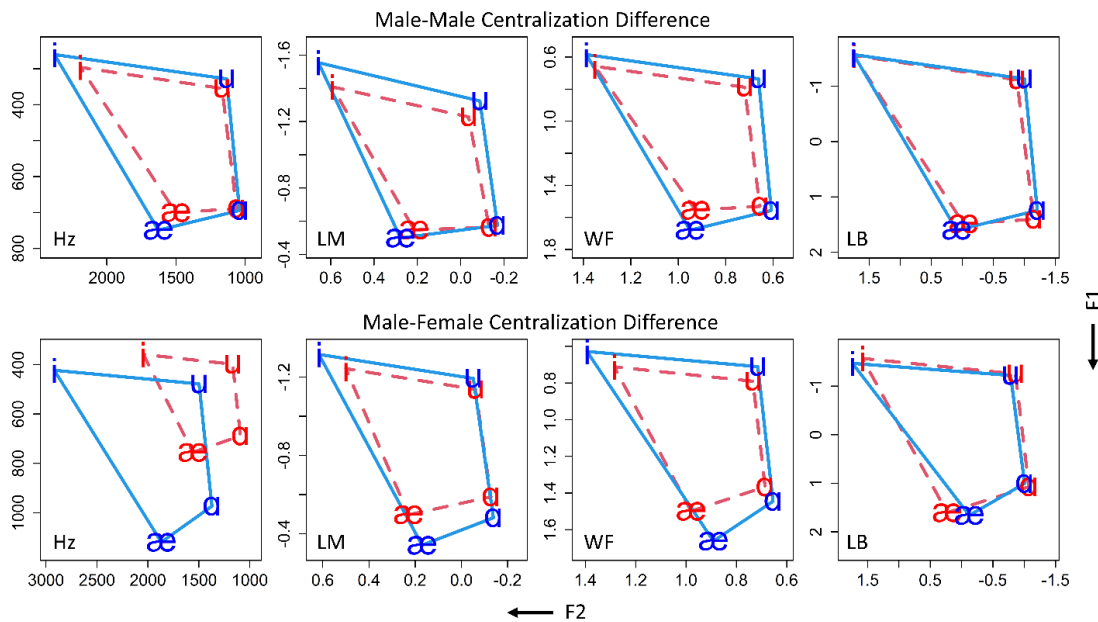 Male-Male Centralization Difference
400
600
800
i
i
u
u
æ
æ
ɑ
ɑ
Hz
2000 1500 1000
-1.6
-1.2
-0.8
-0.4
i
i
u
u
æ
æ
ɑ
ɑ
LM
0.6 0.4 0.2 0.0 -0.2
0.6
1.0
1.4
1.8
i
i
u
u
æ
æ
ɑ
ɑ
WF
1.4 1.2 1.0 0.8 0.6
-1
0
1
2
i
i
u
u
æ
æ
ɑ
ɑ
LB
1.5 0.5 -0.5 -1.5
Male-Female Centralization Difference
400
600
800
1000
i
i
u
u
æ
æ
ɑ
ɑ
Hz
3000 2500 2000 1500 1000
-1.2
-0.8
-0.4
i
i
u
u
æ
æ
ɑ
ɑ
LM
0.6 0.4 0.2 0.0 -0.2
0.8
1.0
1.2
1.4
1.6
i
i
u
u
æ
æ
ɑ
ɑ
WF
1.4 1.2 1.0 0.8 0.6
-1
0
1
2
i
i
u
u
æ
æ
ɑ
ɑ
LB
1.5 0.5 -0.5 -1.5
F1
F2